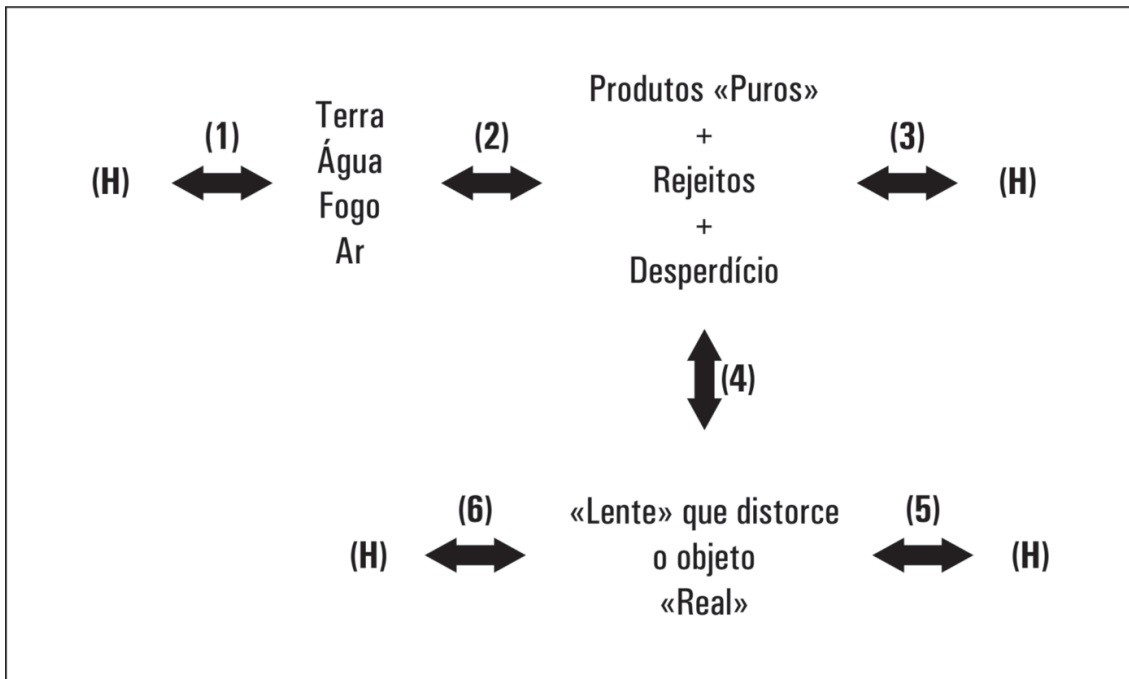 (H)
(1)
Terra
Água
Fogo
Ar
(2)
Produtos «Puros»
+
Rejeitos
+
Desperdício
(3)
(H)
(4)
(H)
(6)
«Lente» que distorce
o objeto
«Real»
(5)
(H)